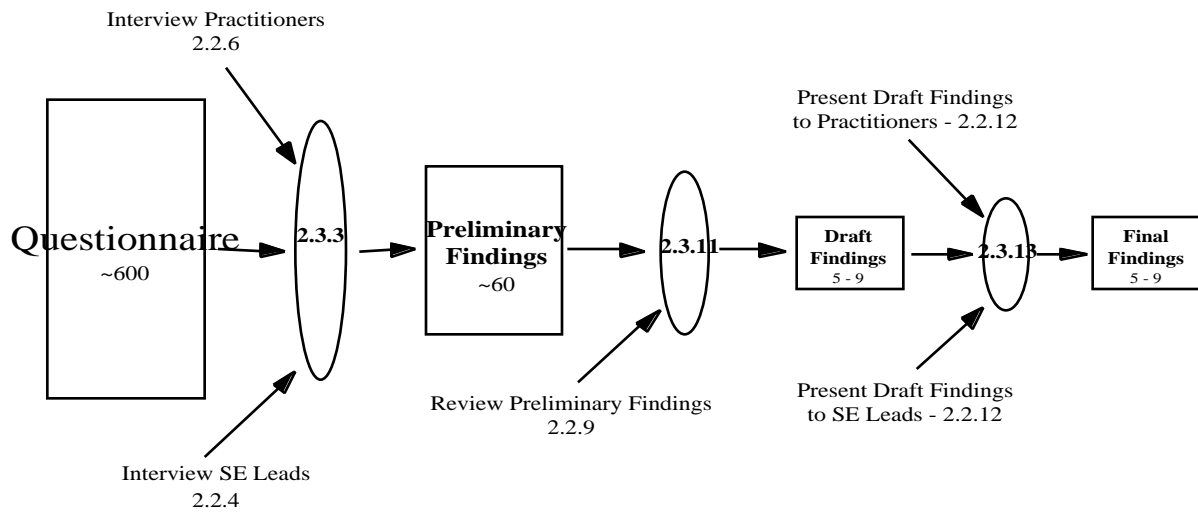 Interview Practitioners
2.2.6
Questionnaire
~600
2.3.3
Interview SE Leads
2.2.4
Preliminary
Findings
~60
2.3.11
Review Preliminary Findings
2.2.9
Draft
Findings
5 - 9
Present Draft Findings
to Practitioners - 2.2.12
2.3.13
Present Draft Findings
to SE Leads - 2.2.12
Final
Findings
5 - 9